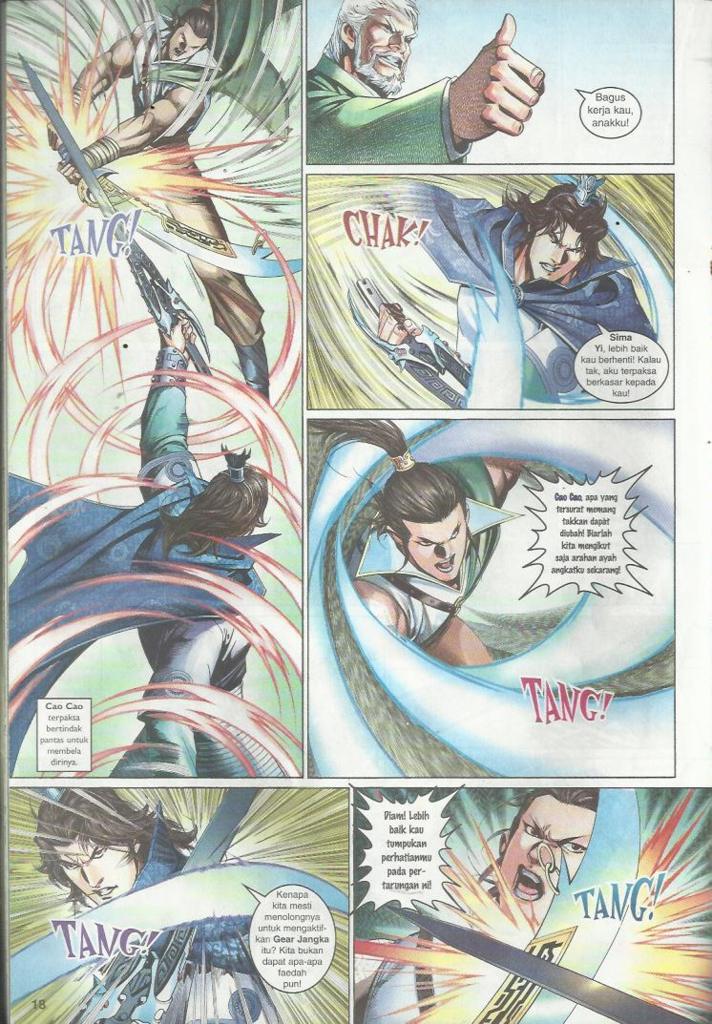 TANG!
Cao Cao
terpaksa
bertindak
pantas untuk
membela
dirinya.
Bagus
kerja kau,
anakku!
CHAK!
Sima
Yi, lebih baik
kau berhenti! Kalau
tak, aku terpaksa
berkasar kepada
kau!
Cao Cao, apa yang
tersurat memang
takkan dapat
diubah! Biarlah
kita mengikut
saja arahan ayah
angkatku sekarang!
TANG!
TANG!
Kenapa
kita mesti
menolongnya
untuk mengaktif-
kan Gear Jangka
itu? Kita bukan
dapat apa-apa
faedah
pun!
Diam! Lebih
baik kau
tumpukan
perhatianmu
pada per-
tarungan ni!
TANG!
18